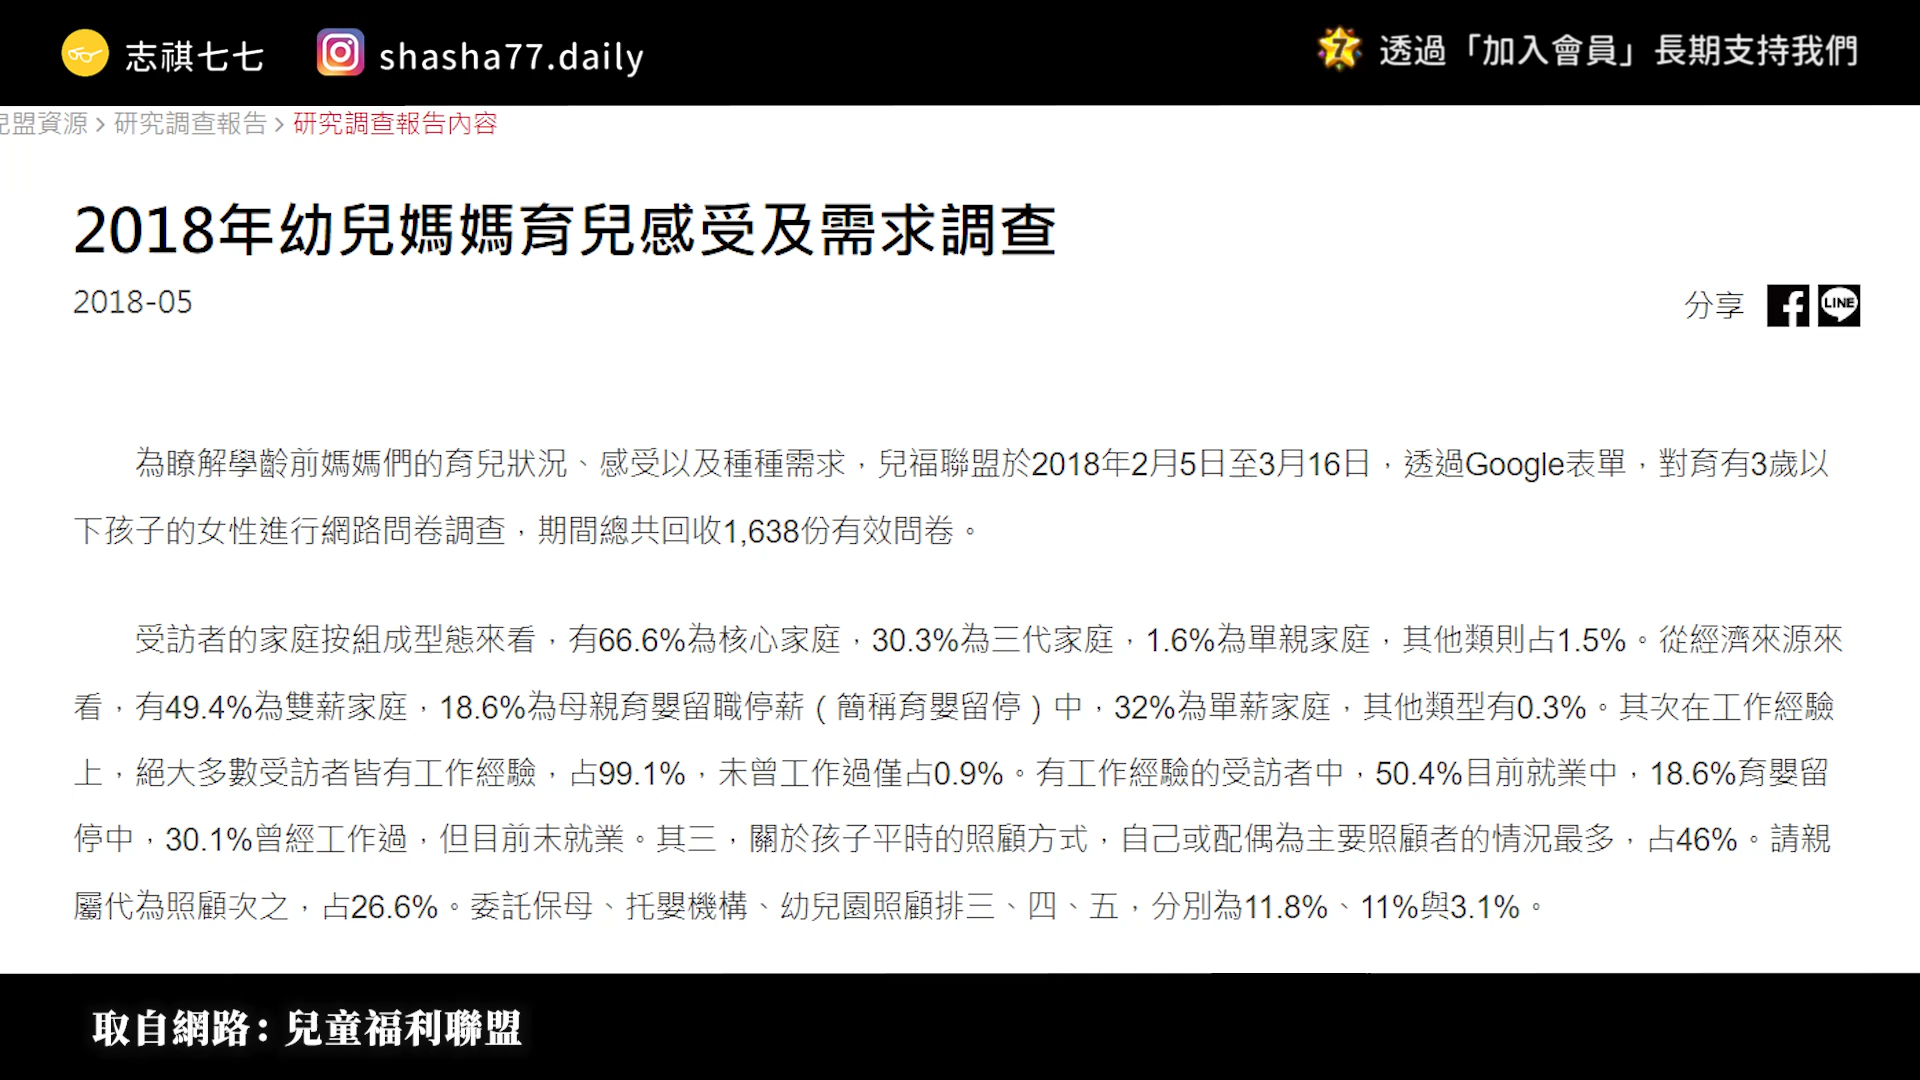 志祺七七 shasha77.daily 透過「加入會員」長期支持我們
盟資源 > 研究調查報告 > 研究調查報告內容
2018年幼兒媽媽育兒感受及需求調查
2018-05
分享 LINE
為瞭解學齡前媽媽們的育兒狀況、感受以及種種需求，兒福聯盟於2018年2月5日至3月16日，透過Google表單，對育有3歲以
下孩子的女性進行網路問卷調查，期間總共回收1,638份有效問卷。
受訪者的家庭按組成型態來看，有66.6%為核心家庭，30.3%為三代家庭，1.6%為單親家庭，其他類則占1.5%。從經濟來源來
看，有49.4%為雙薪家庭，18.6%為母親育嬰留職停薪（簡稱育嬰留停）中，32%為單薪家庭，其他類型有0.3%。其次在工作經驗
上，絕大多數受訪者皆有工作經驗，占99.1%，未曾工作過僅占0.9%。有工作經驗的受訪者中，50.4%目前就業中，18.6%育嬰留
停中，30.1%曾經工作過，但目前未就業。其三，關於孩子平時的照顧方式，自己或配偶為主要照顧者的情況最多，占46%。請親
屬代為照顧次之，占26.6%。委託保母、托嬰機構、幼兒園照顧排三、四、五，分別為11.8%、11%與3.1%。
取自網路：兒童福利聯盟